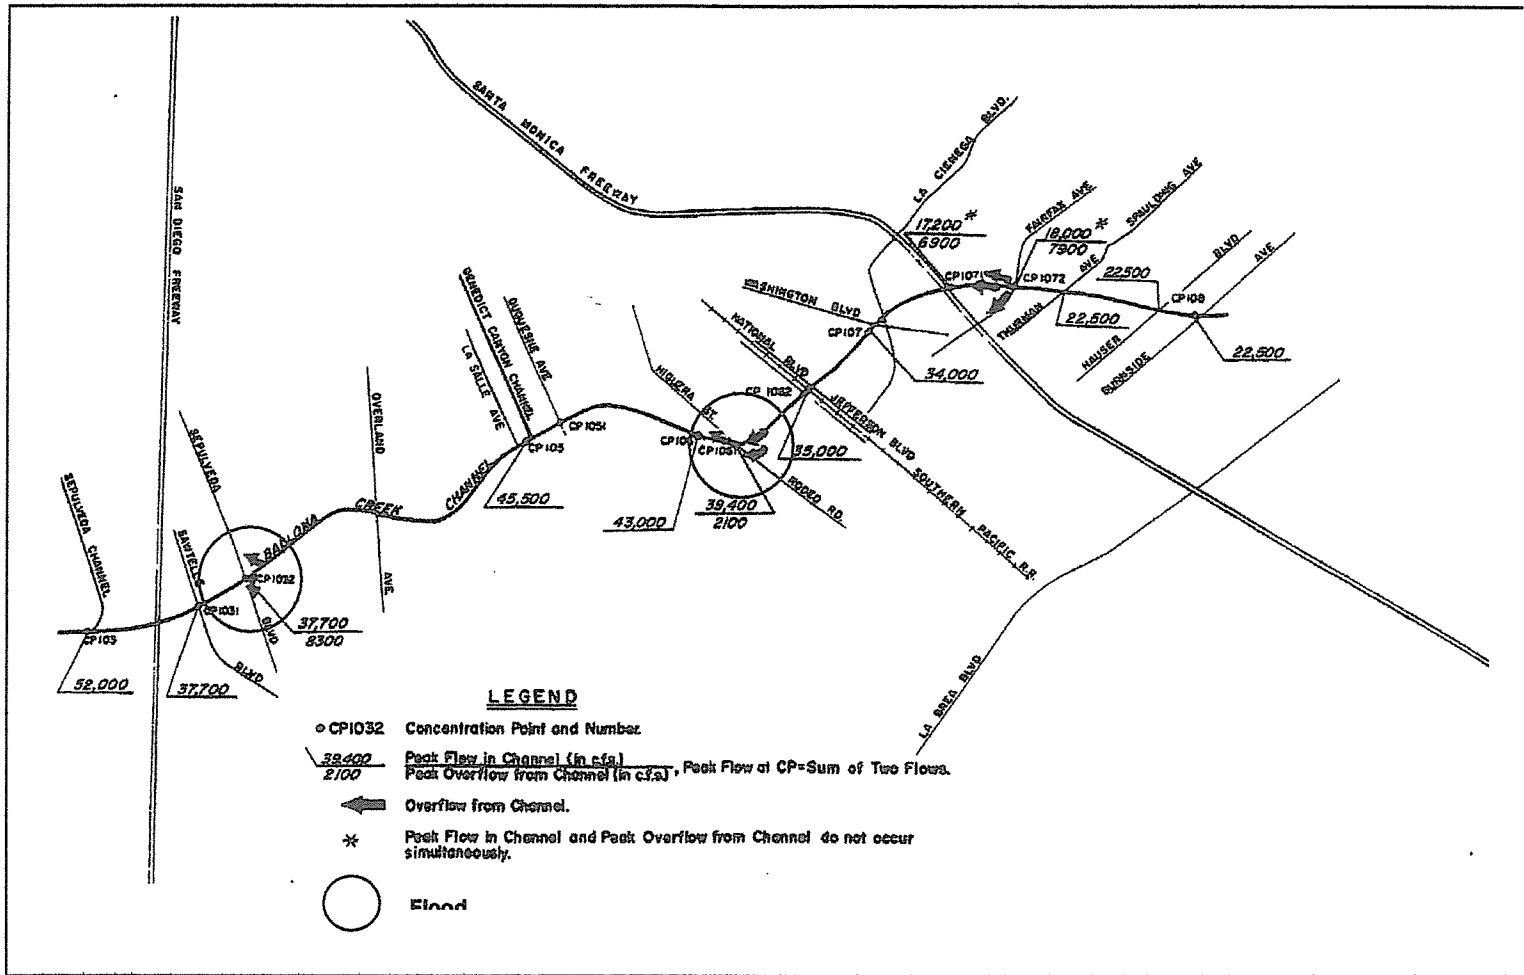 SANTA MONICA FREEWAY
SAN DIEGO FREEWAY
LA CIENEGA BLVD.
17,200 *
6900
FAIRFAX AVE
18,000 *
7900
SPAULDING AVE
BLVD
AVE
22,500
CP1071
CP1072
CP108
THURMAN AVE
22,500
HAUSER
BURNSIDE
22,500
WASHINGTON BLVD
CP107
34,000
NATIONAL BLVD
JEFFERSON BLVD SOUTHERN PACIFIC R.R.
35,000
BENEDICT CANYON CHANNEL
DUQUESNE AVE
LA SALLE AVE
HIGUERA ST.
CP1051
CP105
45,500
43,000
39,400
2100
RODEO RD.
OVERLAND AVE.
SEPULVEDA BLVD
SEPULVEDA CHANNEL
SAWTELLE BLVD
BALLONA CREEK CHANNEL
CP1032
CP1031
CP103
37,700
8300
52,000
37,700
LA BREA BLVD
LEGEND
CP1032 Concentration Point and Number.
39,400 Peak Flow in Channel (in c.f.s.)
2100 Peak Overflow from Channel (in c.f.s.) , Peak Flow at CP=Sum of Two Flows.
Overflow from Channel.
* Peak Flow in Channel and Peak Overflow from Channel do not occur
simultaneously.
Flood